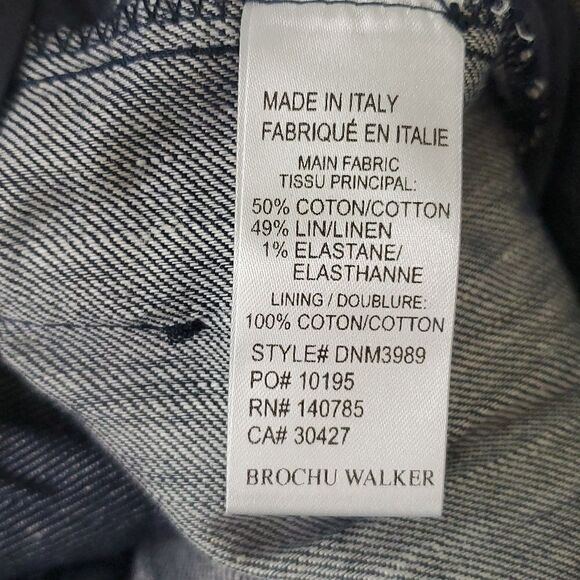 MADE IN ITALY
FABRIQUÉ EN ITALIE
MAIN FABRIC
TISSU PRINCIPAL:
50% COTON/COTTON
49% LIN/LINEN
1% ELASTANE/
ELASTHANNE
LINING / DOUBLURE:
100% COTON/COTTON
STYLE# DNM3989
PO# 10195
RN# 140785
CA# 30427
BROCHU WALKER